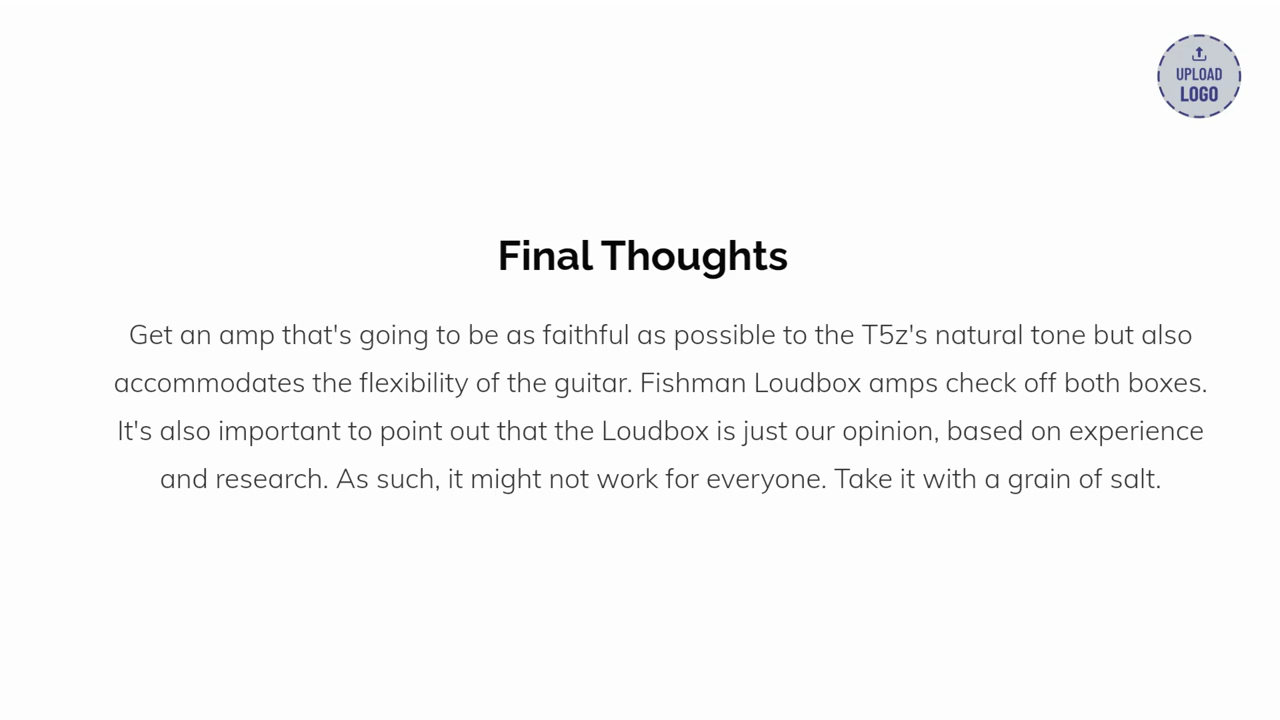 UPLOAD
LOGO
Final Thoughts
Get an amp that's going to be as faithful as possible to the T5z's natural tone but also
accommodates the flexibility of the guitar. Fishman Loudbox amps check off both boxes.
It's also important to point out that the Loudbox is just our opinion, based on experience
and research. As such, it might not work for everyone. Take it with a grain of salt.